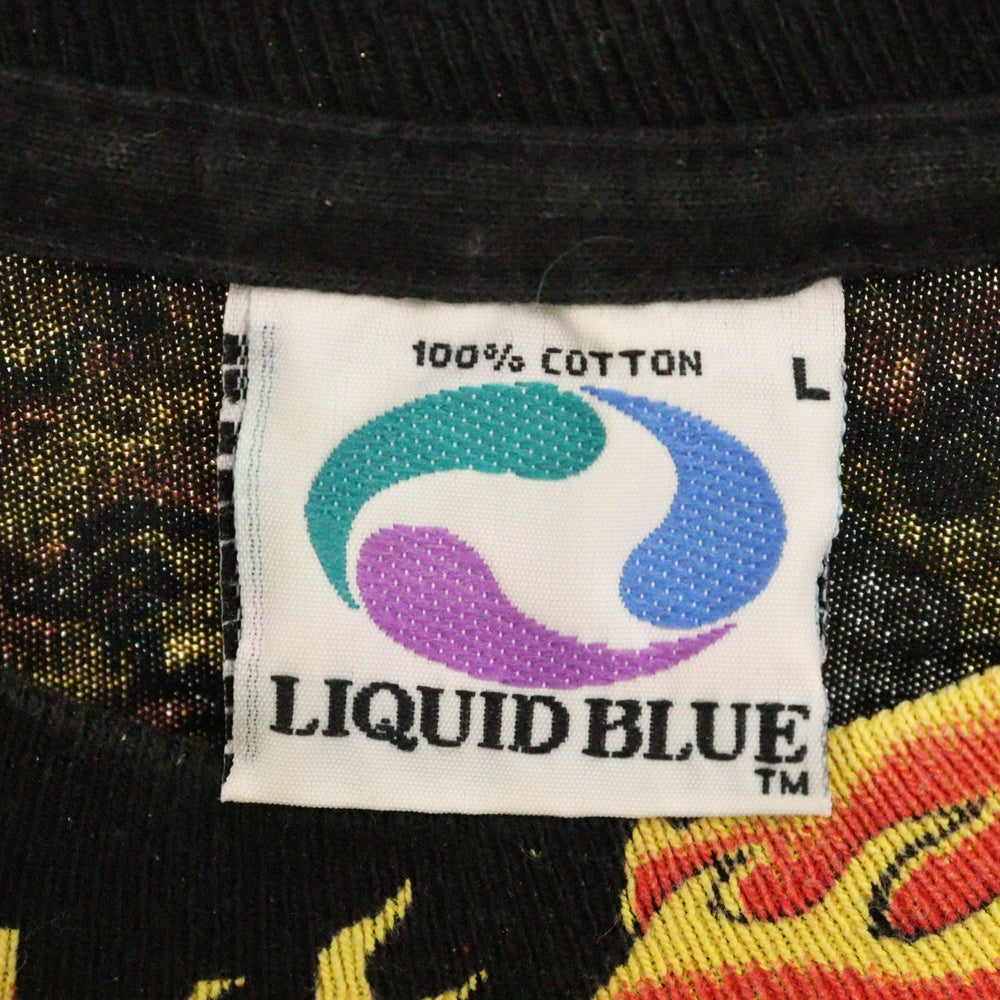 100% COTTON
L
LIQUID BLUE
TM